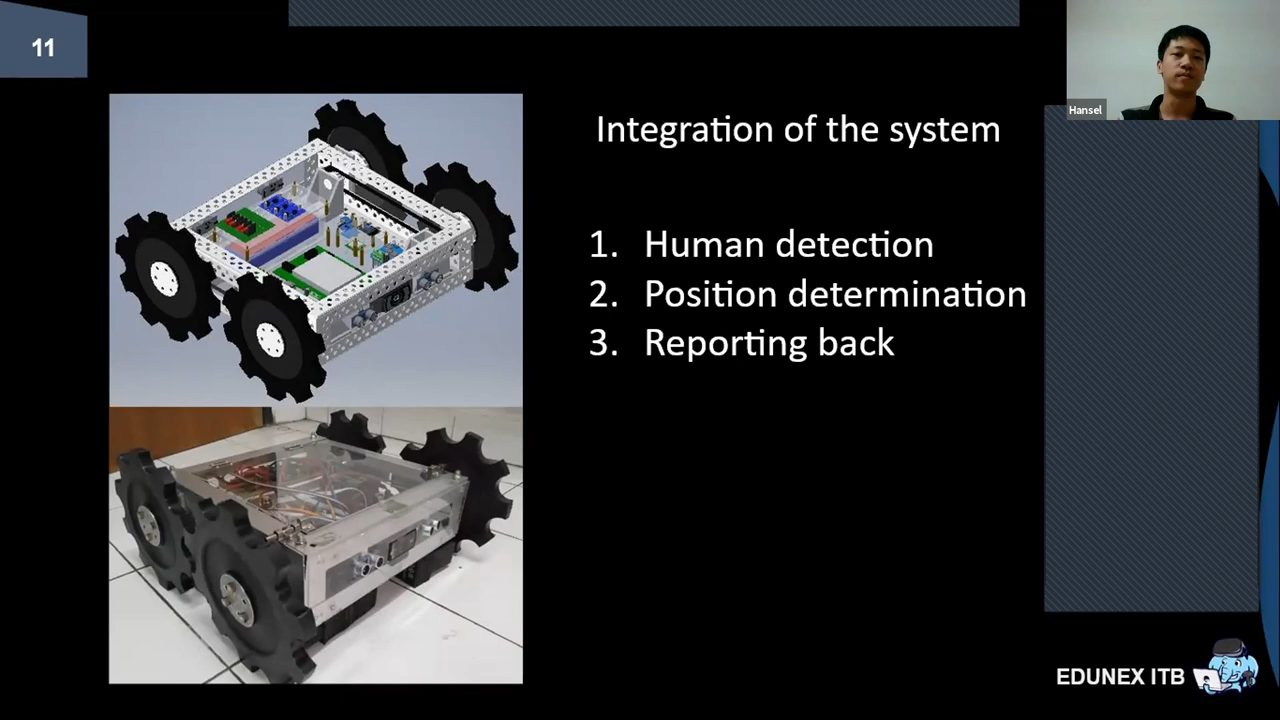 11
Hansel
Integration of the system
1. Human detection
2. Position determination
3. Reporting back
EDUNEX ITB